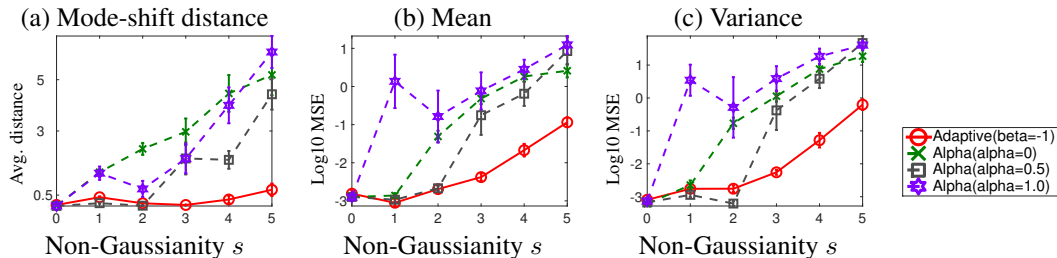 (a) Mode-shift distance
Avg. distance
5
3
0.5
0 1 2 3 4 5
Non-Gaussianity s
(b) Mean
Log10 MSE
1
0
-1
-2
-3
0 1 2 3 4 5
Non-Gaussianity s
(c) Variance
Log10 MSE
1
0
-1
-2
-3
0 1 2 3 4 5
Non-Gaussianity s
Adaptive(beta=-1)
Alpha(alpha=0)
Alpha(alpha=0.5)
Alpha(alpha=1.0)